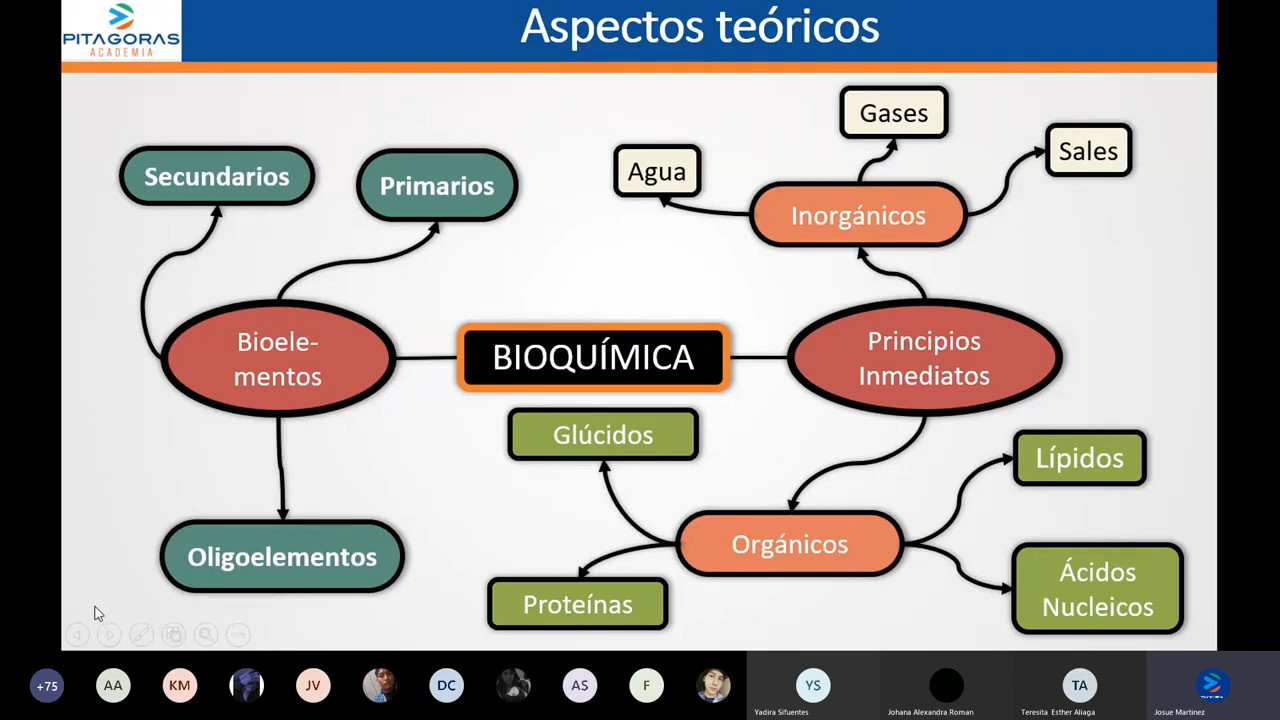 PITAGORAS
ACADEMIA
Aspectos teóricos
Secundarios
Primarios
Bioele-
mentos
Oligoelementos
BIOQUÍMICA
Agua
Gases
Sales
Inorgánicos
Principios
Inmediatos
Glúcidos
Proteínas
Orgánicos
Lípidos
Ácidos
Nucleicos
+75
AA
KM
JV
DC
AS
F
YS
Yadira Sifuentes
Johana Alexandra Roman
TA
Teresita Esther Aliaga
Josue Martinez